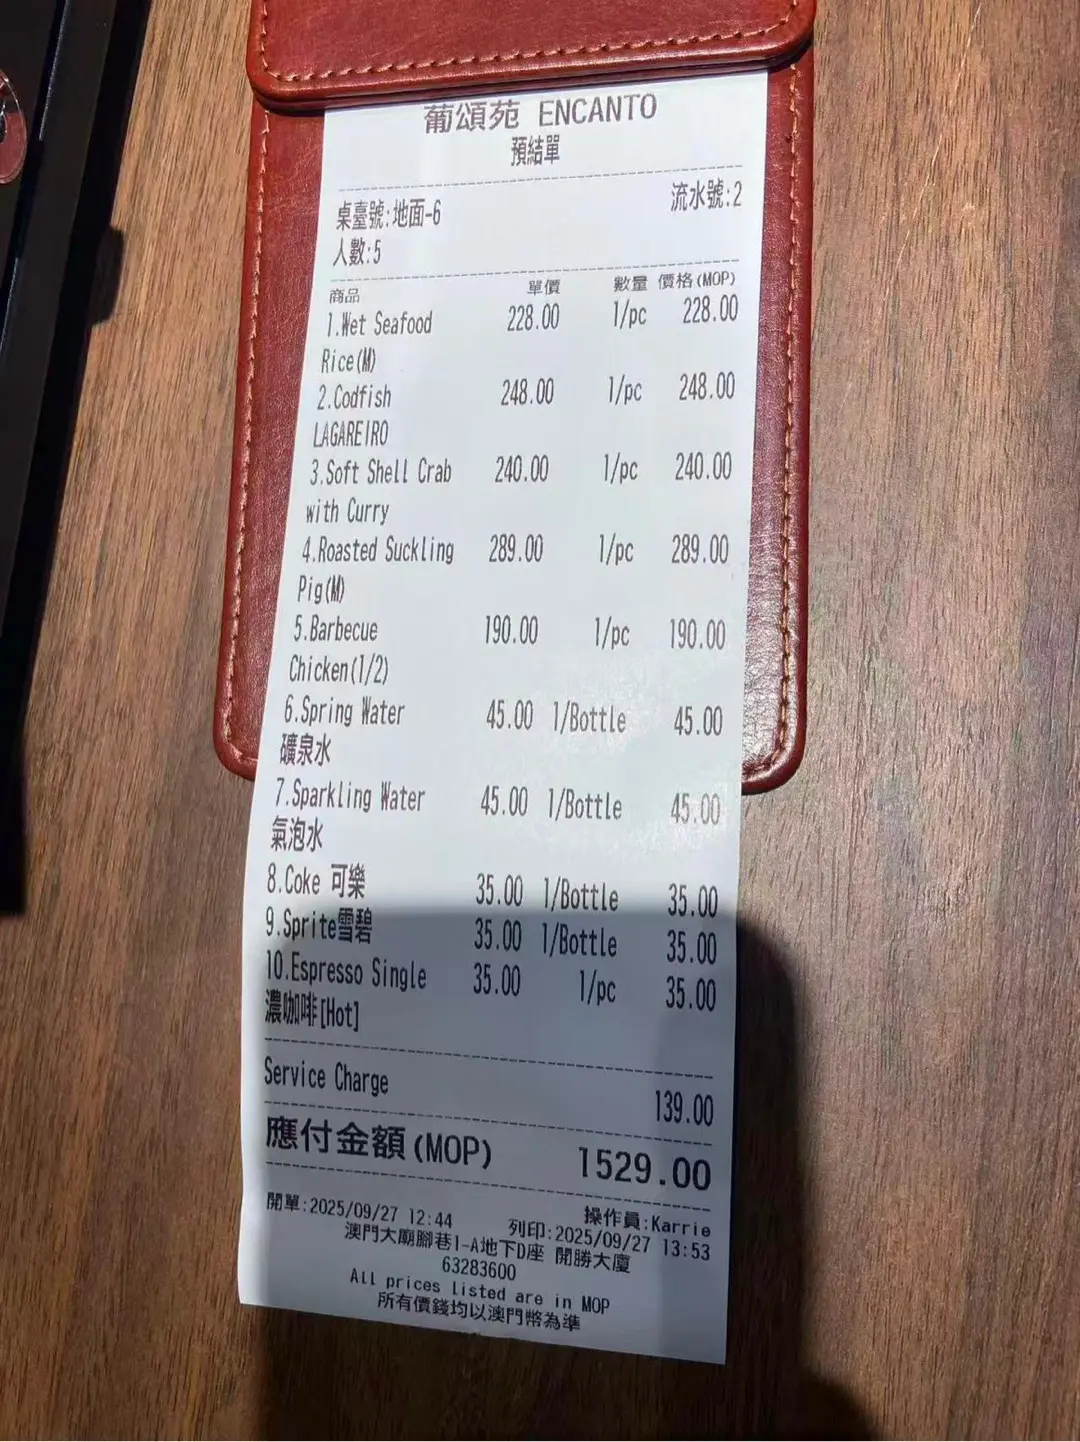 葡頌苑 ENCANTO
預結單
桌臺號:地面-6 流水號:2
人數:5
商品 單價 數量 價格(MOP)
1.Wet Seafood 228.00 1/pc 228.00
Rice(M)
2.Codfish 248.00 1/pc 248.00
LAGAREIRO
3.Soft Shell Crab 240.00 1/pc 240.00
with Curry
4.Roasted Suckling 289.00 1/pc 289.00
Pig(M)
5.Barbecue 190.00 1/pc 190.00
Chicken(1/2)
6.Spring Water 45.00 1/Bottle 45.00
礦泉水
7.Sparkling Water 45.00 1/Bottle 45.00
氣泡水
8.Coke 可樂 35.00 1/Bottle 35.00
9.Sprite雪碧 35.00 1/Bottle 35.00
10.Espresso Single 35.00 1/pc 35.00
濃咖啡[Hot]
Service Charge 139.00
應付金額(MOP) 1529.00
操作員:Karrie
開單:2025/09/27 12:44 列印:2025/09/27 13:53
澳門大廟腳巷1-A地下D座 開勝大廈
63283600
All prices listed are in MOP
所有價錢均以澳門幣為準